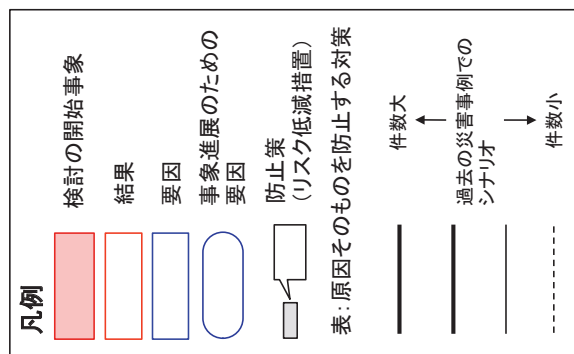 凡例
検討の開始事象
結果
要因
事象進展のための
要因
防止策
(リスク低減措置)
表:原因そのものを防止する対策
件数大
過去の災害事例での
シナリオ
件数小